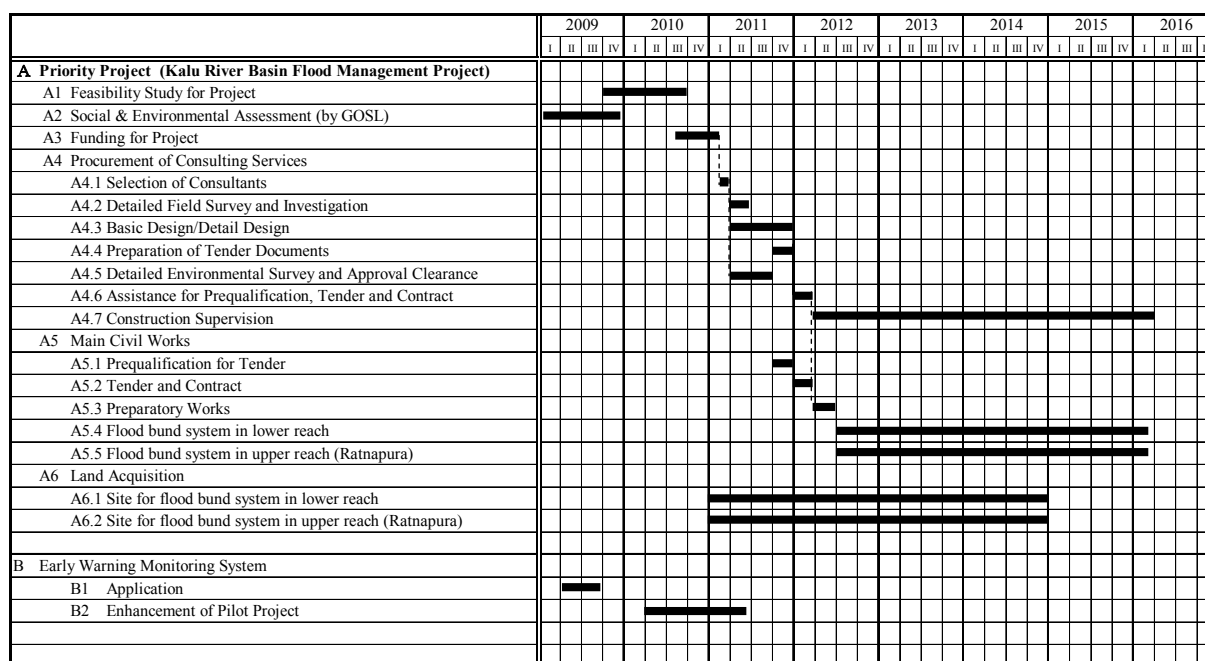 2009 2010 2011 2012 2013 2014 2015 2016
I II III IV I II III IV I II III IV I II III IV I II III IV I II III IV I II III IV I II III
A Priority Project (Kalu River Basin Flood Management Project)
A1 Feasibility Study for Project
A2 Social & Environmental Assessment (by GOSL)
A3 Funding for Project
A4 Procurement of Consulting Services
A4.1 Selection of Consultants
A4.2 Detailed Field Survey and Investigation
A4.3 Basic Design/Detail Design
A4.4 Preparation of Tender Documents
A4.5 Detailed Environmental Survey and Approval Clearance
A4.6 Assistance for Prequalification, Tender and Contract
A4.7 Construction Supervision
A5 Main Civil Works
A5.1 Prequalification for Tender
A5.2 Tender and Contract
A5.3 Preparatory Works
A5.4 Flood bund system in lower reach
A5.5 Flood bund system in upper reach (Ratnapura)
A6 Land Acquisition
A6.1 Site for flood bund system in lower reach
A6.2 Site for flood bund system in upper reach (Ratnapura)
B Early Warning Monitoring System
B1 Application
B2 Enhancement of Pilot Project